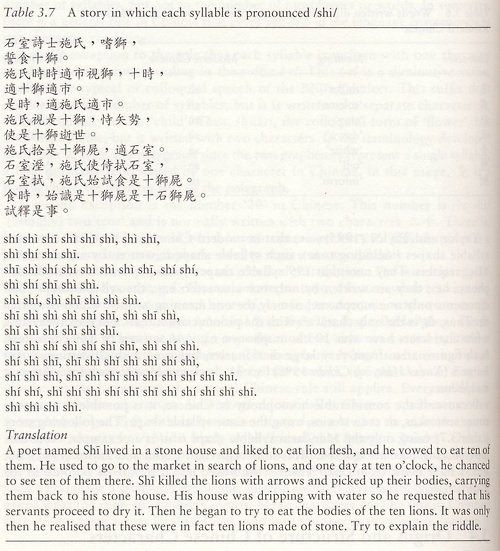 Table 3.7 A story in which each syllable is pronounced /shi/
石室詩士施氏，嗜獅，
誓食十獅。
施氏時時適市視獅，十時，
適十獅適市。
是時，適施氏適市。
施氏視是十獅，恃矢勢，
使是十獅逝世。
施氏拾是十獅屍，適石室。
石室溼，施氏使侍拭石室，
石室拭，施氏始試食是十獅屍。
食時，始識是十獅屍是十石獅屍。
試釋是事。
shí shì shī shì shī shì, shì shī,
shì shí shí shī.
shī shì shí shí shì shì shì shī, shí shí,
shì shí shī shì shì.
shì shí, shì shī shì shì shì.
shī shì shì shì shí shī, shì shǐ shì,
shǐ shì shí shī shì shì.
shī shì shí shì shí shī shī, shì shí shì.
shí shì shī, shī shì shǐ shì shì shí shì,
shí shì shì, shī shì shǐ shì shí shì shí shī shī.
shí shí, shǐ shí shì shí shī shī shì shí shí shī shī.
shì shì shì shì.
Translation
A poet named Shī lived in a stone house and liked to eat lion flesh, and he vowed to eat ten of
them. He used to go to the market in search of lions, and one day at ten o'clock, he chanced
to see ten of them there. Shī killed the lions with arrows and picked up their bodies, carrying
them back to his stone house. His house was dripping with water so he requested that his
servants proceed to dry it. Then he began to try to eat the bodies of the ten lions. It was only
then he realised that these were in fact ten lions made of stone. Try to explain the riddle.